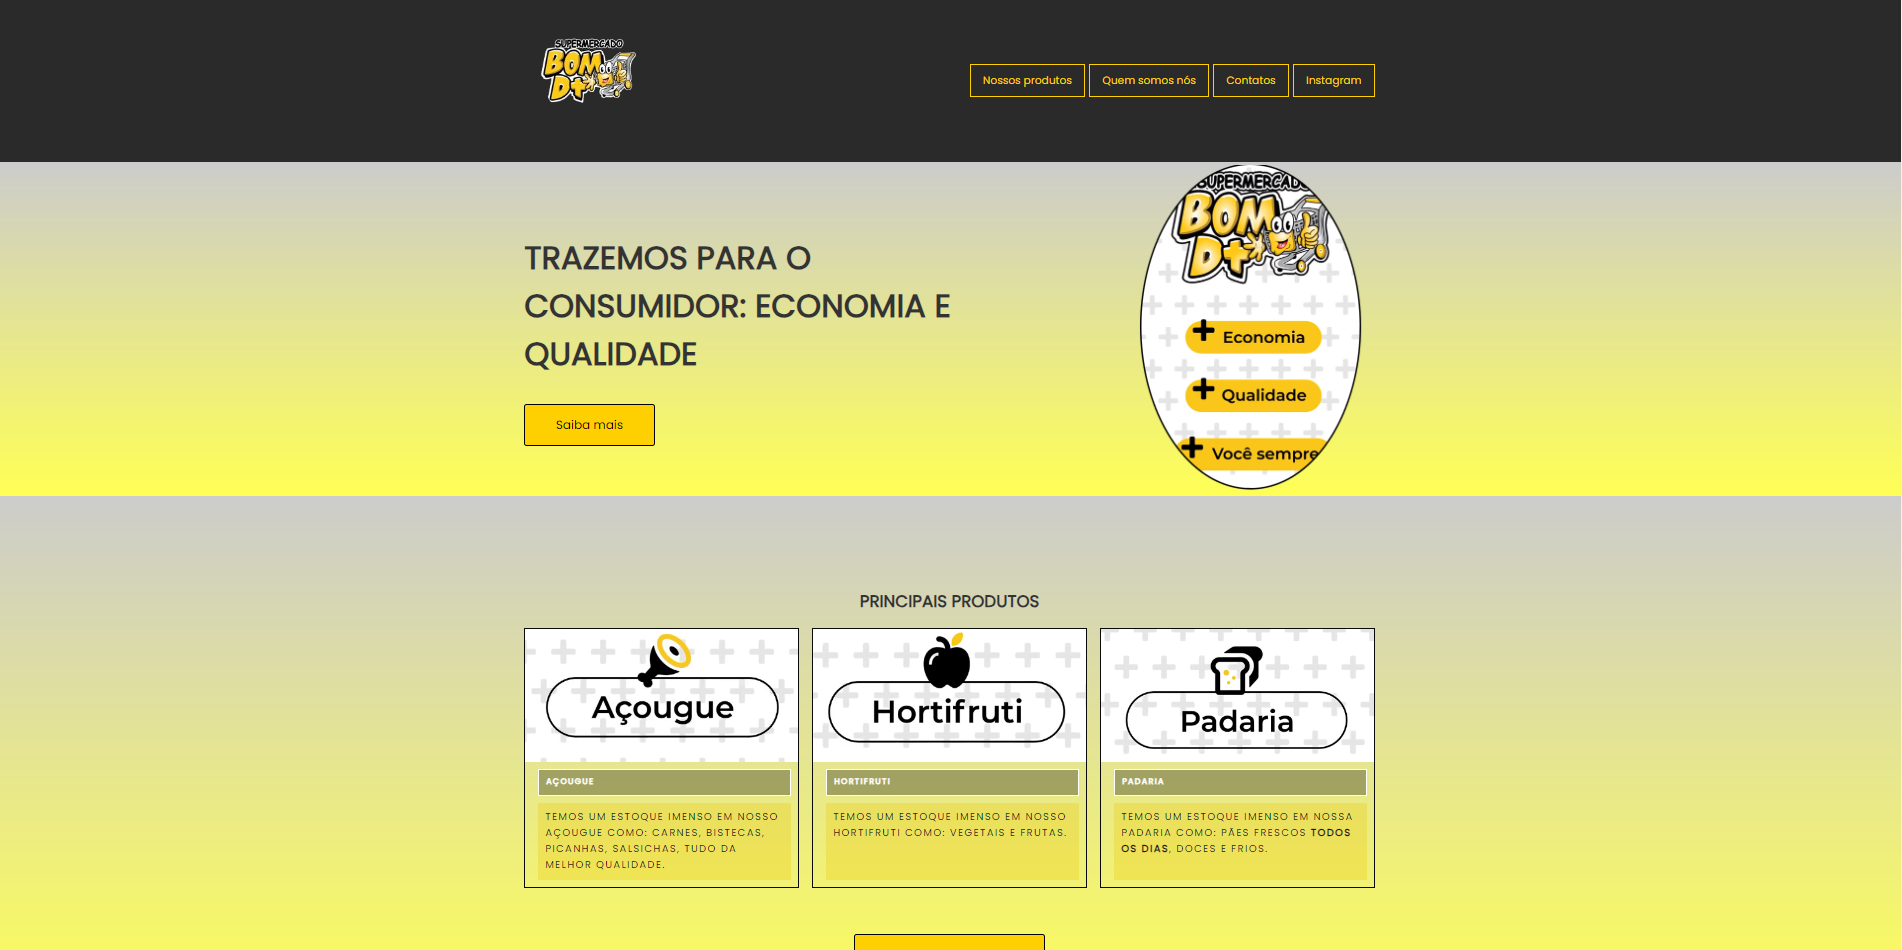 SUPERMERCADO
BOM
D+
Nossos produtos
Quem somos nós
Contatos
Instagram
TRAZEMOS PARA O
CONSUMIDOR: ECONOMIA E
QUALIDADE
Saiba mais
SUPERMERCADO
BOM
D+
+ Economia
+ Qualidade
+ Você sempre
PRINCIPAIS PRODUTOS
Açougue
AÇOUGUE
TEMOS UM ESTOQUE IMENSO EM NOSSO
AÇOUGUE COMO: CARNES, BISTECAS,
PICANHAS, SALSICHAS, TUDO DA
MELHOR QUALIDADE.
Hortifruti
HORTIFRUTI
TEMOS UM ESTOQUE IMENSO EM NOSSO
HORTIFRUTI COMO: VEGETAIS E FRUTAS.
Padaria
PADARIA
TEMOS UM ESTOQUE IMENSO EM NOSSA
PADARIA COMO: PÃES FRESCOS TODOS
OS DIAS, DOCES E FRIOS.